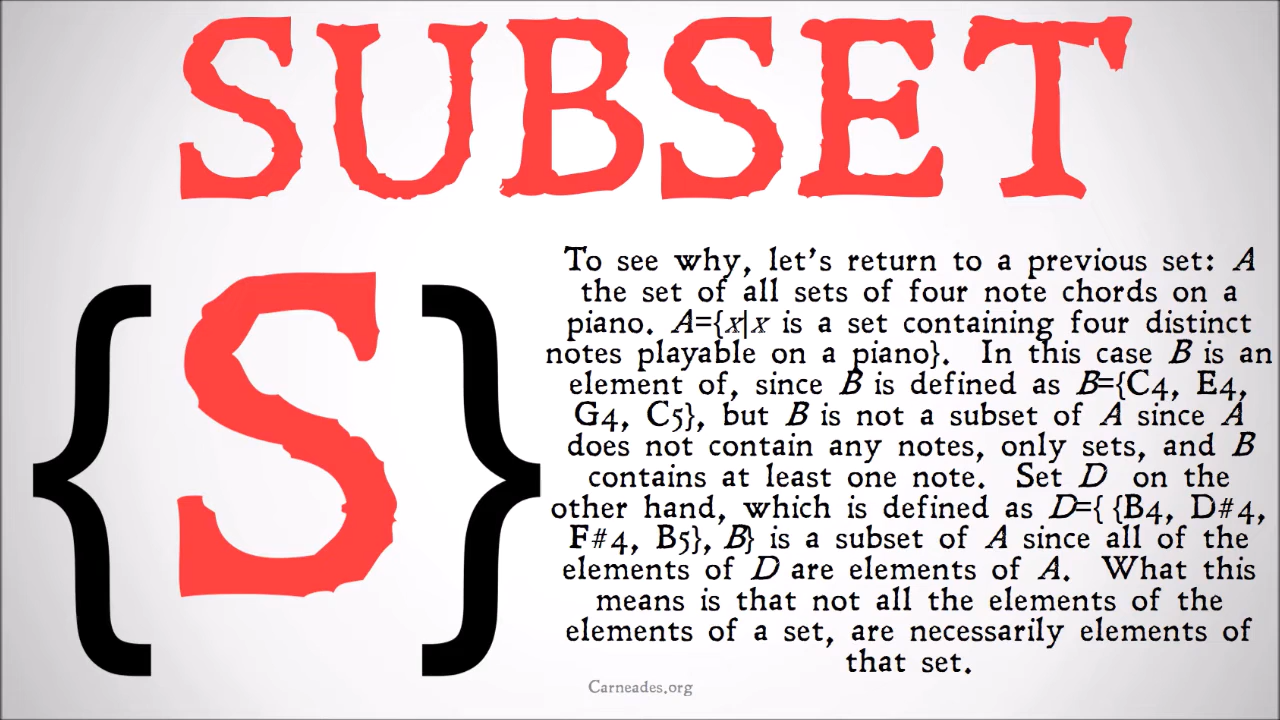 SUBSET
{S}
To see why, let's return to a previous set: A
the set of all sets of four note chords on a
piano. A={x|x is a set containing four distinct
notes playable on a piano}. In this case B is an
element of, since B is defined as B={C4, E4,
G4, C5}, but B is not a subset of A since A
does not contain any notes, only sets, and B
contains at least one note. Set D on the
other hand, which is defined as D={ {B4, D#4,
F#4, B5}, B} is a subset of A since all of the
elements of D are elements of A. What this
means is that not all the elements of the
elements of a set, are necessarily elements of
that set.
Carneades.org